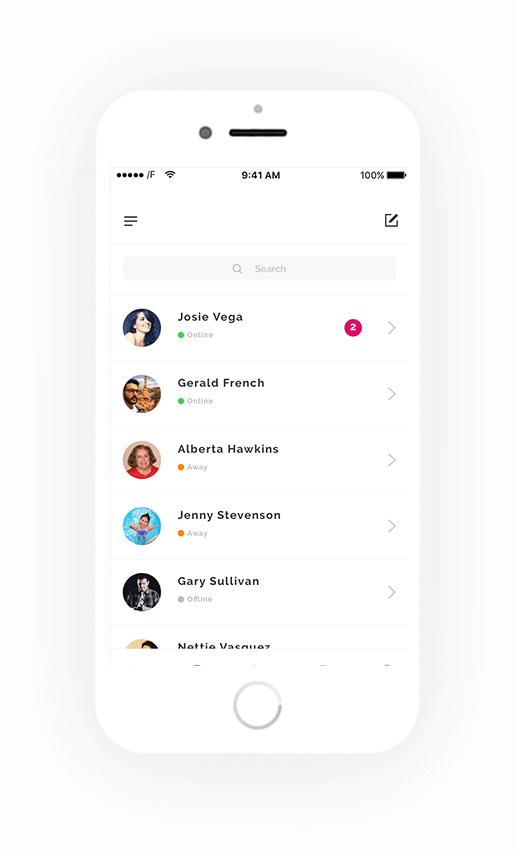 /F 9:41 AM 100%
Search
Josie Vega 2
Online
Gerald French
Online
Alberta Hawkins
Away
Jenny Stevenson
Away
Gary Sullivan
Offline
Nettie Vasquez